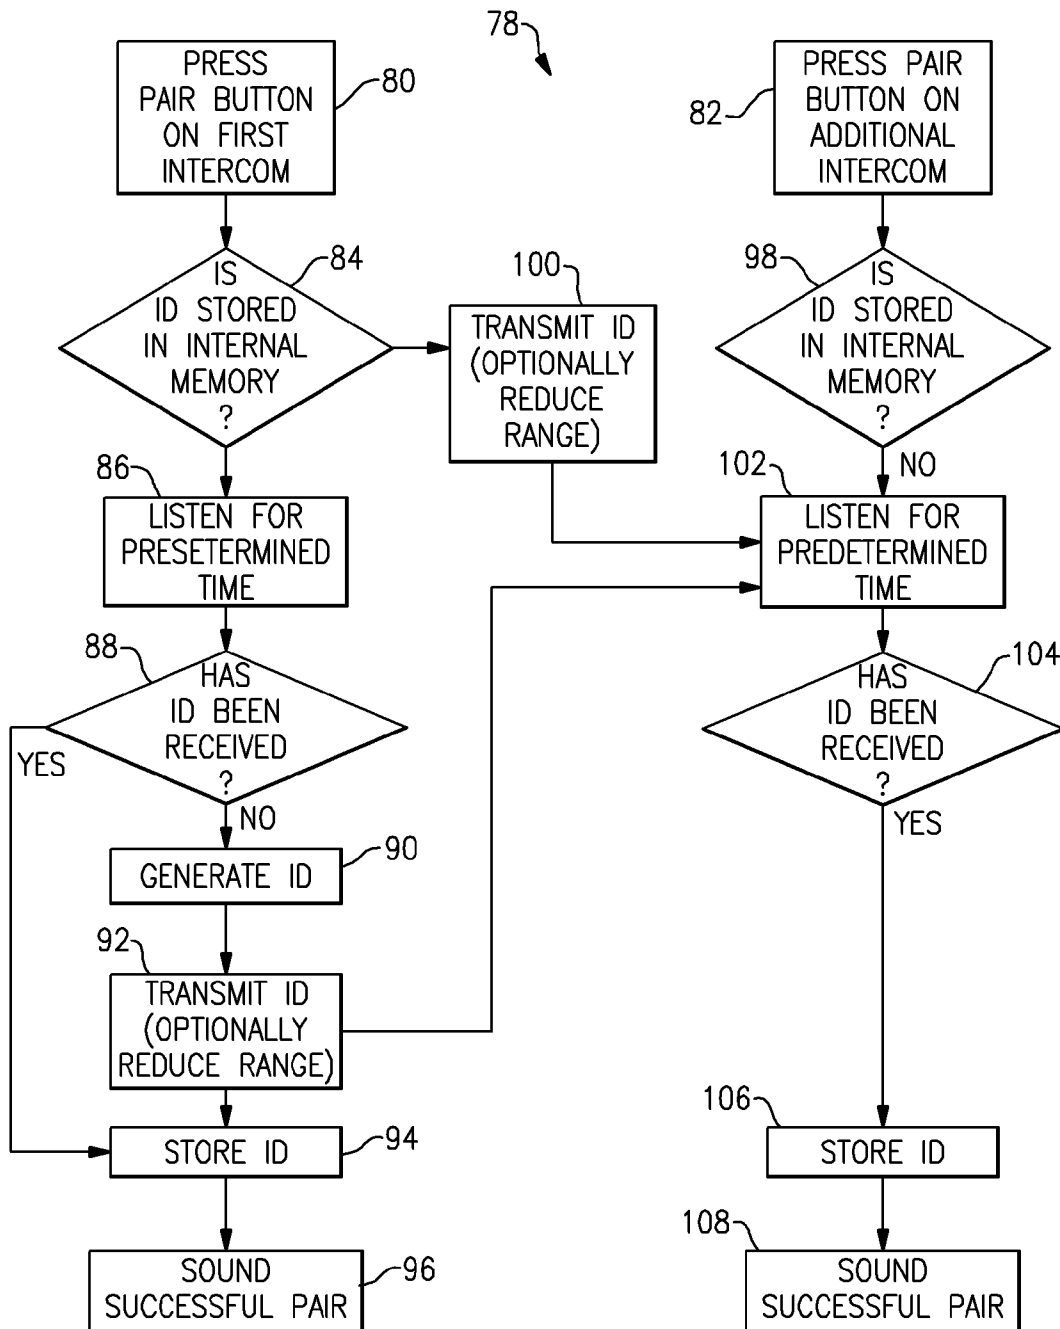 78
PRESS
PAIR BUTTON
ON FIRST
INTERCOM
80
PRESS PAIR
BUTTON ON
ADDITIONAL
INTERCOM
82
IS
ID STORED
IN INTERNAL
MEMORY
?
84
100
TRANSMIT ID
(OPTIONALLY
REDUCE
RANGE)
98
IS
ID STORED
IN INTERNAL
MEMORY
?
NO
86
LISTEN FOR
PRESETERMINED
TIME
102
LISTEN FOR
PREDETERMINED
TIME
88
HAS
ID BEEN
RECEIVED
?
YES
NO
104
HAS
ID BEEN
RECEIVED
?
YES
GENERATE ID
90
92
TRANSMIT ID
(OPTIONALLY
REDUCE RANGE)
STORE ID
94
106
STORE ID
SOUND
SUCCESSFUL PAIR
96
108
SOUND
SUCCESSFUL PAIR